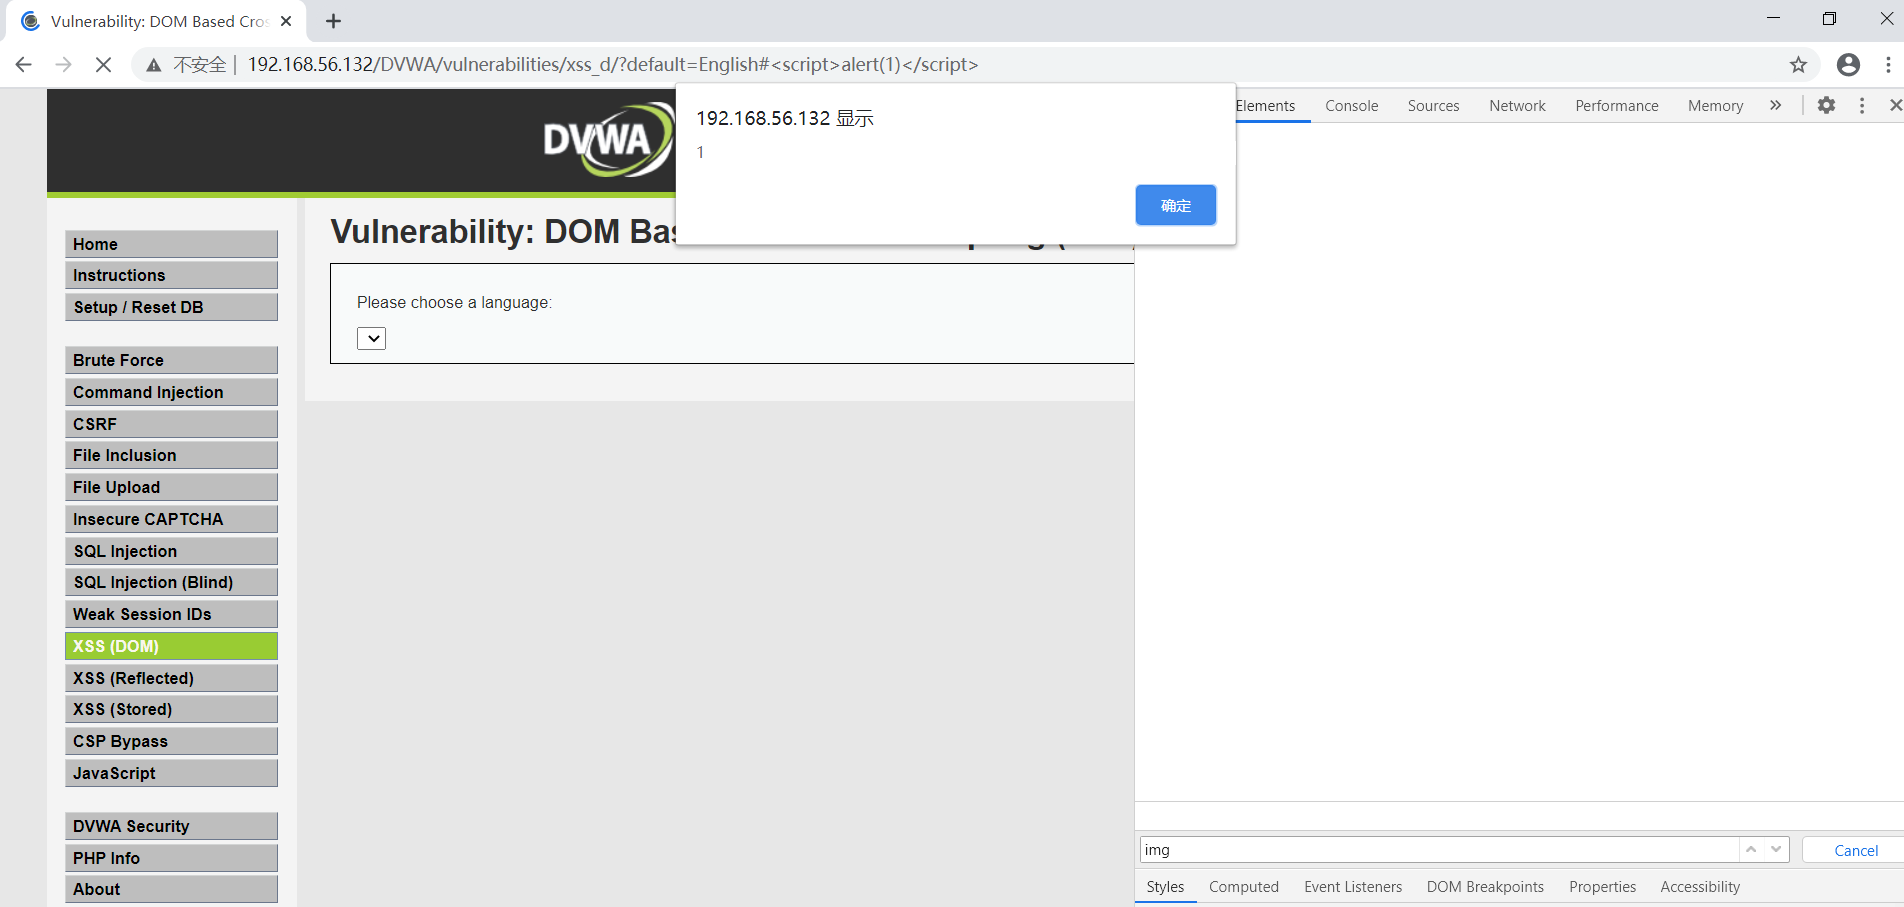 Vulnerability: DOM Based Cros
不安全 | 192.168.56.132/DVWA/vulnerabilities/xss_d/?default=English#<script>alert(1)</script>
DVWA
192.168.56.132 显示
1
确定
Elements Console Sources Network Performance Memory »
Home
Instructions
Setup / Reset DB
Brute Force
Command Injection
CSRF
File Inclusion
File Upload
Insecure CAPTCHA
SQL Injection
SQL Injection (Blind)
Weak Session IDs
XSS (DOM)
XSS (Reflected)
XSS (Stored)
CSP Bypass
JavaScript
DVWA Security
PHP Info
About
Vulnerability: DOM Bas
Please choose a language:
img
Cancel
Styles Computed Event Listeners DOM Breakpoints Properties Accessibility